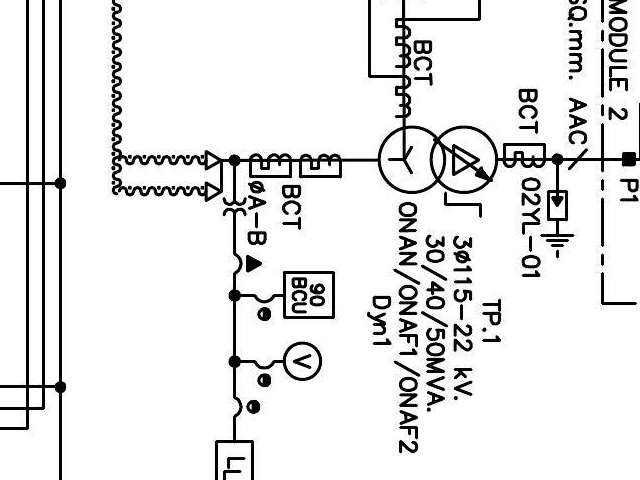 MODULE 2
SQ.mm. AAC
P1
BCT
BCT
02YL-01
TP.1
3ø115-22 kV.
30/40/50MVA.
ONAN/ONAF1/ONAF2
Dyn1
BCT
øA-B
90
BCU
V